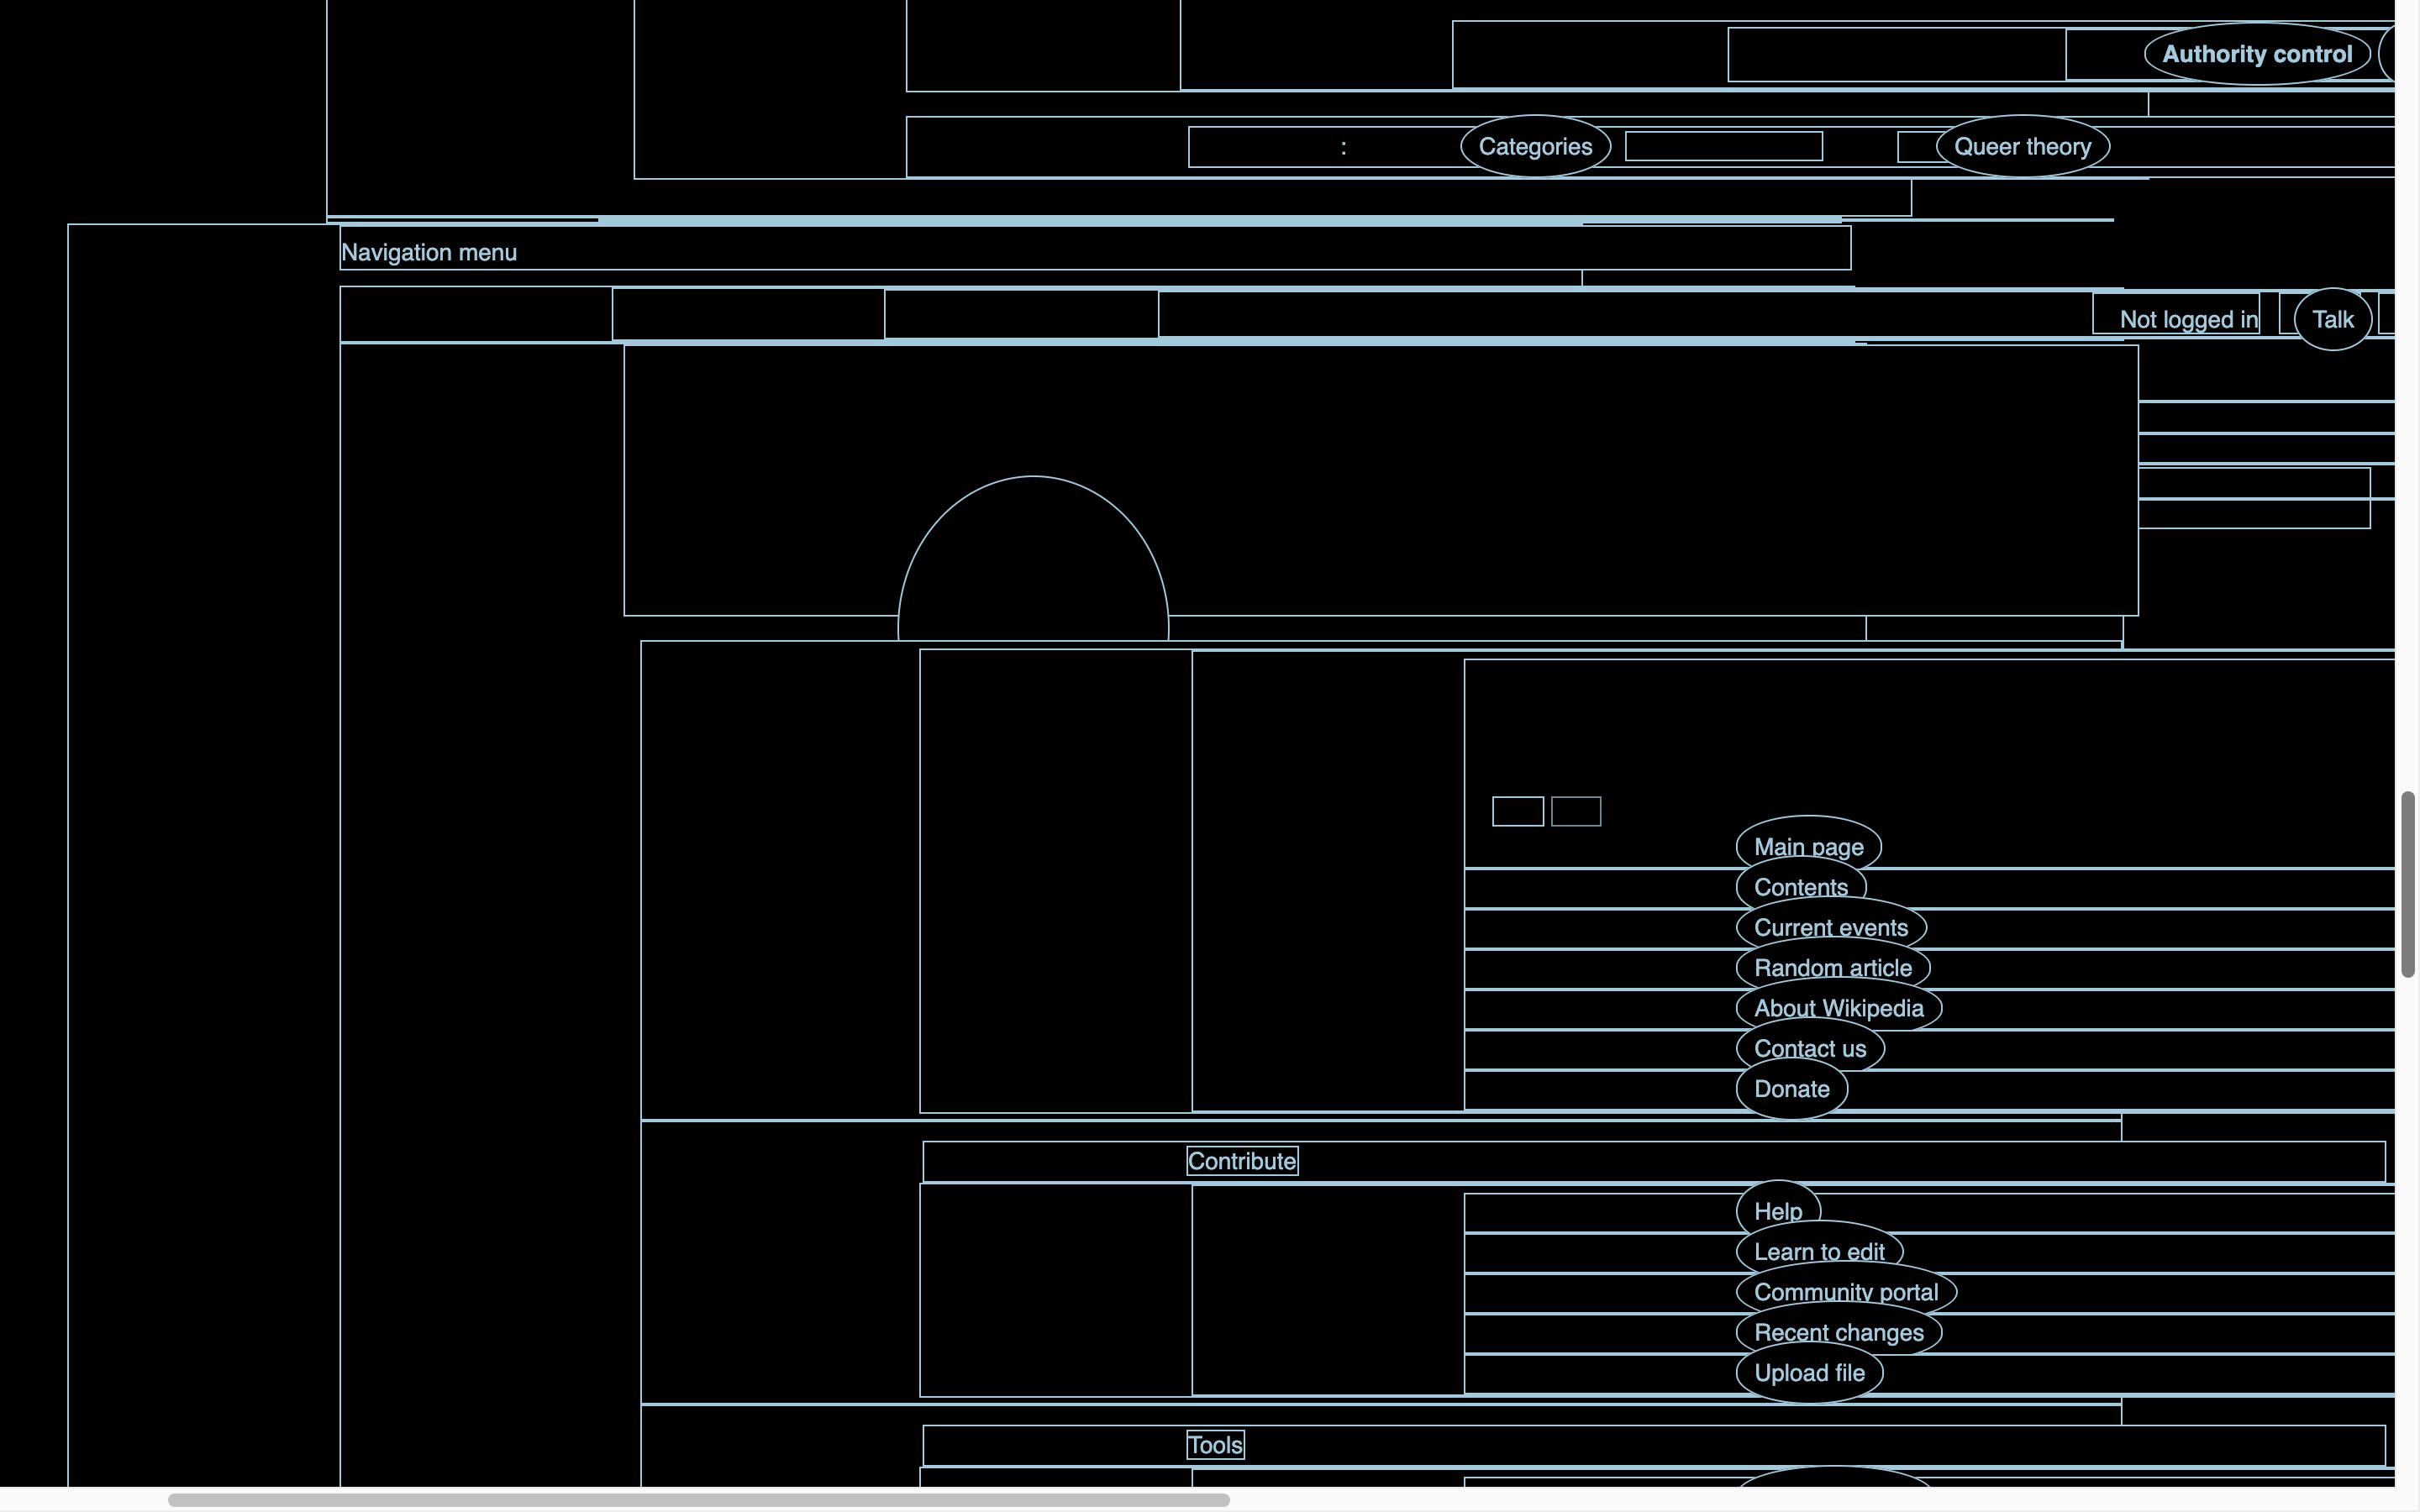 Authority control
: Categories Queer theory
Navigation menu
Not logged in Talk
Main page
Contents
Current events
Random article
About Wikipedia
Contact us
Donate
Contribute
Help
Learn to edit
Community portal
Recent changes
Upload file
Tools